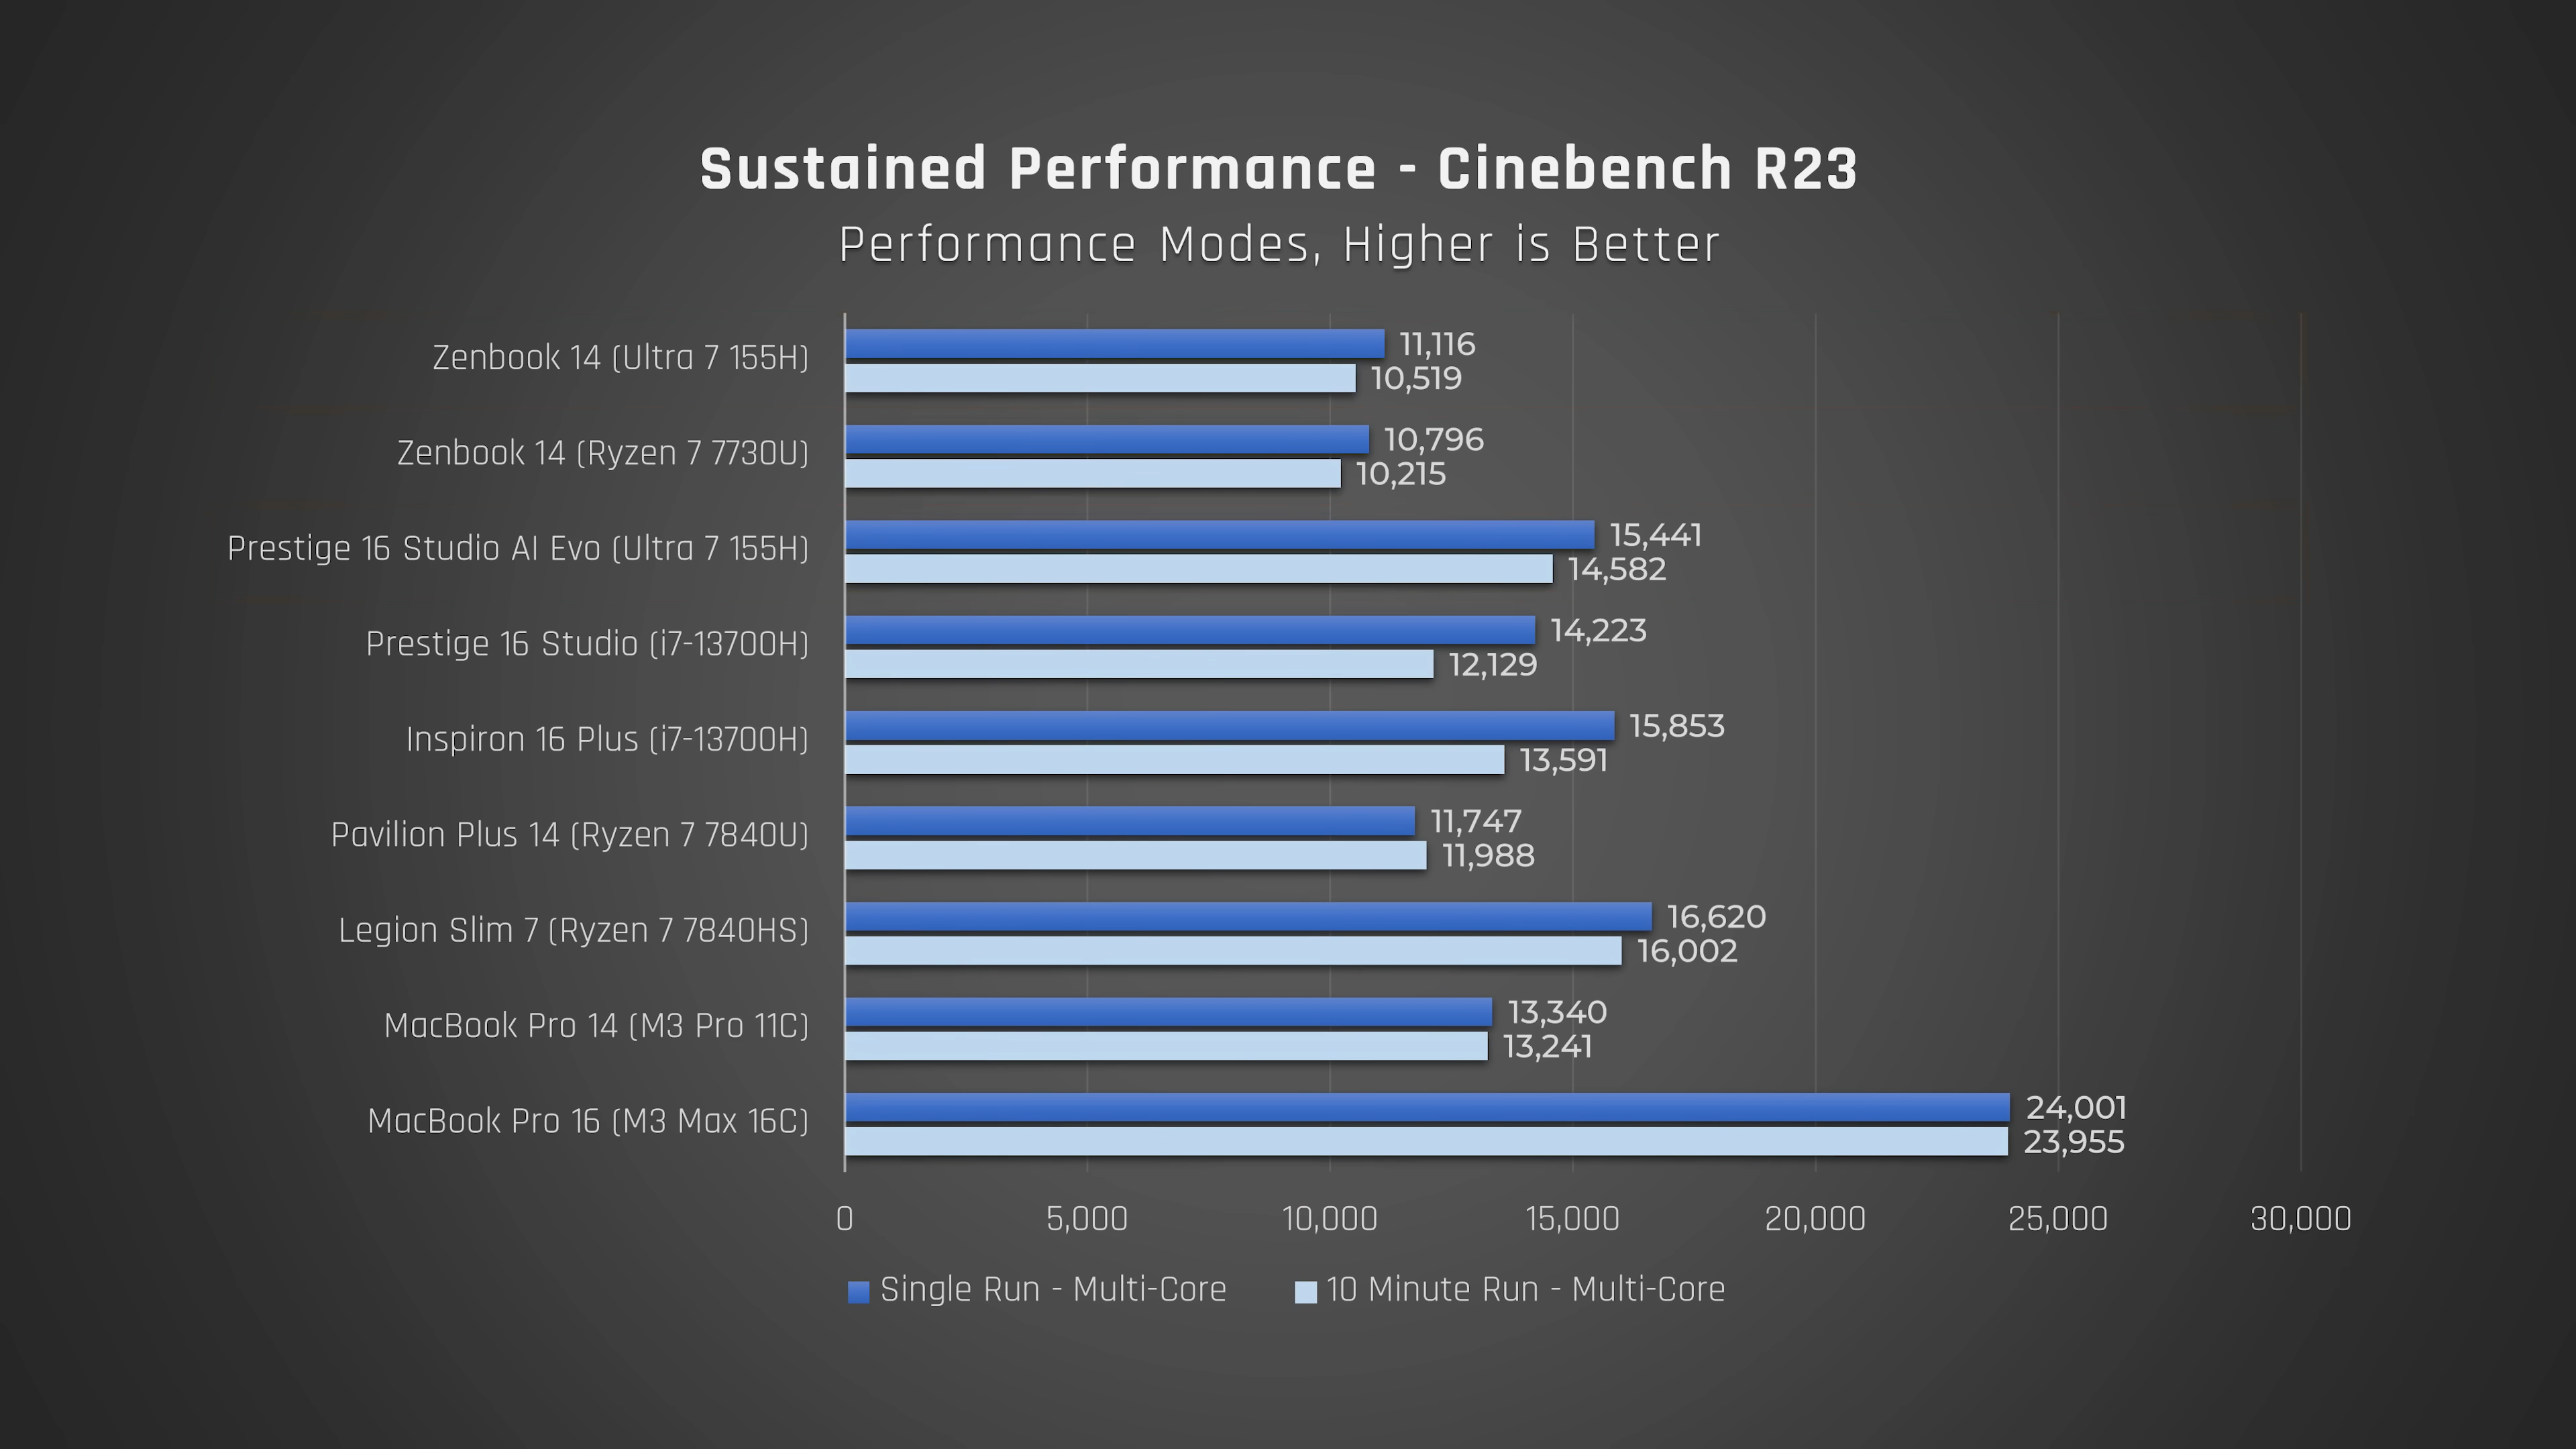 Sustained Performance - Cinebench R23
Performance Modes, Higher is Better
Zenbook 14 (Ultra 7 155H)
11,116
10,519
Zenbook 14 (Ryzen 7 7730U)
10,796
10,215
Prestige 16 Studio AI Evo (Ultra 7 155H)
15,441
14,582
Prestige 16 Studio (i7-13700H)
14,223
12,129
Inspiron 16 Plus (i7-13700H)
15,853
13,591
Pavilion Plus 14 (Ryzen 7 7840U)
11,747
11,988
Legion Slim 7 (Ryzen 7 7840HS)
16,620
16,002
MacBook Pro 14 (M3 Pro 11C)
13,340
13,241
MacBook Pro 16 (M3 Max 16C)
24,001
23,955
0 5,000 10,000 15,000 20,000 25,000 30,000
Single Run - Multi-Core 10 Minute Run - Multi-Core